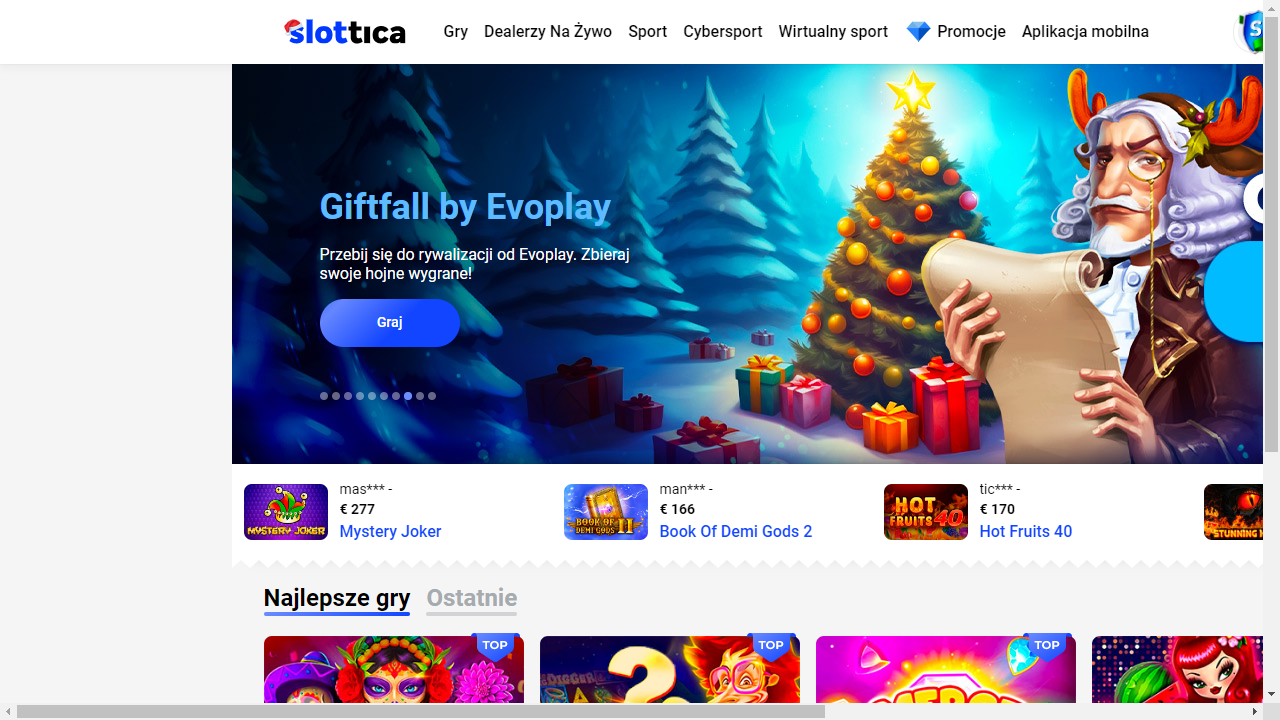 slottica
Gry
Dealerzy Na Żywo
Sport
Cybersport
Wirtualny sport
Promocje
Aplikacja mobilna
Giftfall by Evoplay
Przebij się do rywalizacji od Evoplay. Zbieraj
swoje hojne wygrane!
Graj
MYSTERY JOKER
mas*** -
€ 277
Mystery Joker
BOOK OF
DEMI GODS II
man*** -
€ 166
Book Of Demi Gods 2
HOT
FRUITS 40
tic*** -
€ 170
Hot Fruits 40
STUNNING
Najlepsze gry
Ostatnie
TOP
TOP
TOP